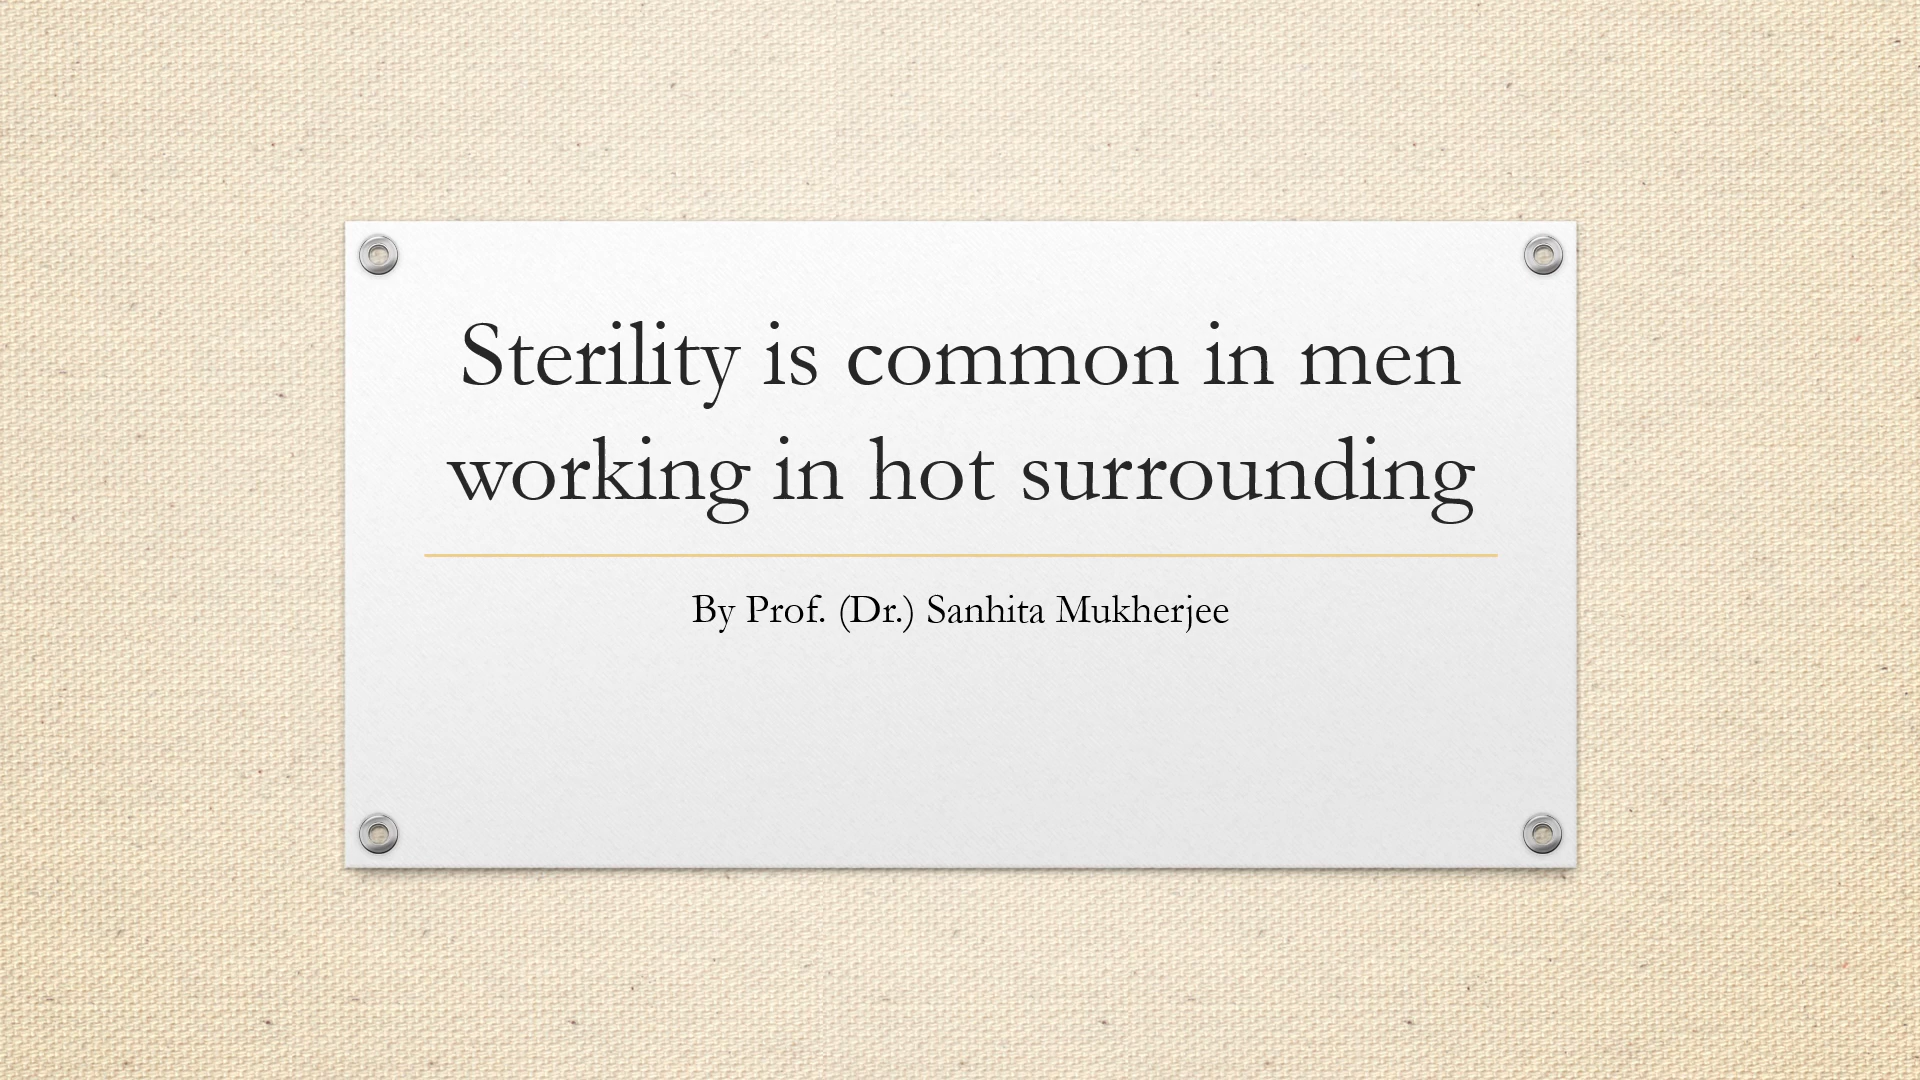 Sterility is common in men
working in hot surrounding
By Prof. (Dr.) Sanhita Mukherjee